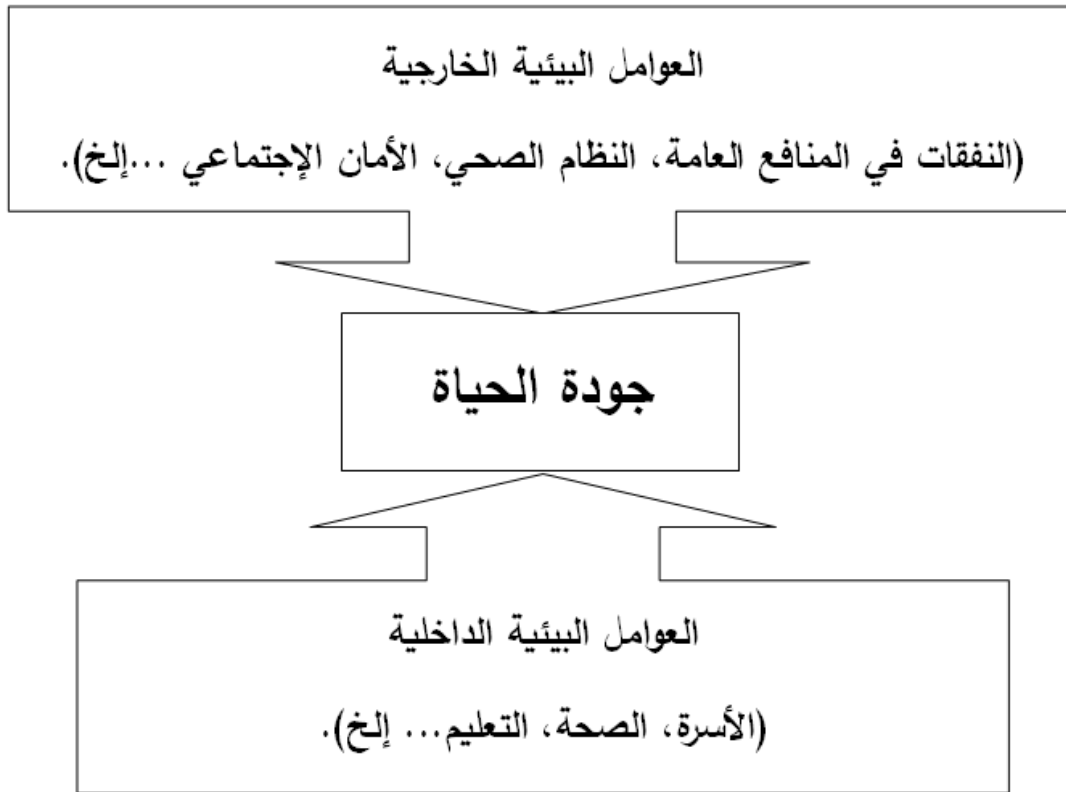 العوامل البيئية الخارجية
(النفقات في المنافع العامة، النظام الصحي، الأمان الإجتماعي ...إلخ).
جودة الحياة
العوامل البيئية الداخلية
(الأسرة، الصحة، التعليم... إلخ).